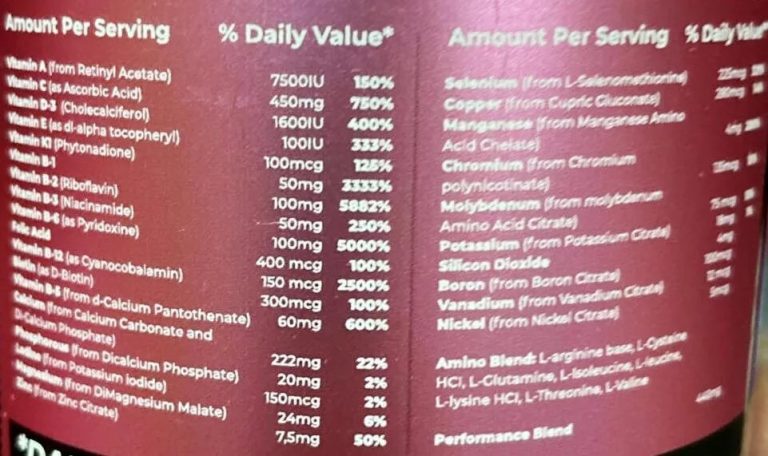 Amount Per Serving % Daily Value*
Vitamin A (from Retinyl Acetate) 7500IU 150%
Vitamin C (as Ascorbic Acid) 450mg 750%
Vitamin D-3 (Cholecalciferol) 1600IU 400%
Vitamin E (as dl-alpha tocopheryl) 100IU 333%
Vitamin K1 (Phytonadione) 100mcg 125%
Vitamin B-1 50mg 3333%
Vitamin B-2 (Riboflavin) 100mg 5882%
Vitamin B-3 (Niacinamide) 50mg 250%
Vitamin B-6 (as Pyridoxine) 100mg 5000%
Folic Acid 400 mcg 100%
Vitamin B-12 (as Cyanocobalamin) 150 mcg 2500%
Biotin (as D-Biotin) 300mcg 100%
Vitamin B-5 (from d-Calcium Pantothenate) 60mg 600%
Calcium (from Calcium Carbonate and
D-Calcium Phosphate) 222mg 22%
Phosphorous (from Dicalcium Phosphate) 20mg 2%
Iodine (from Potassium iodide) 150mcg 2%
Magnesium (from DiMagnesium Malate) 24mg 6%
Zinc (from Zinc Citrate) 7,5mg 50%
Amount Per Serving % Daily Value*
Selenium (from L-Selenomethionine)
Copper (from Cupric Gluconate)
Manganese (from Manganese Amino
Acid Chelate)
Chromium (from Chromium
polynicotinate)
Molybdenum (from molybdenum
Amino Acid Citrate)
Potassium (from Potassium Citrate)
Silicon Dioxide
Boron (from Boron Citrate)
Vanadium (from Vanadium Citrate)
Nickel (from Nickel Citrate)
Amino Blend: L-arginine base, L-Cysteine
HCl, L-Glutamine, L-Isoleucine, L-leucine,
L-lysine HCl, L-Threonine, L-Valine
Performance Blend